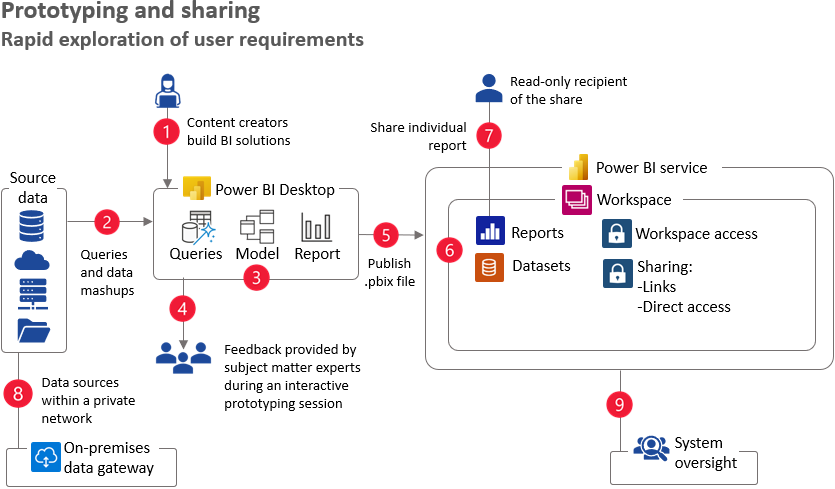 Prototyping and sharing
Rapid exploration of user requirements
1
Content creators
build BI solutions
Read-only recipient
of the share
Share individual
report
7
Source
data
Power BI Desktop
Queries
Model
Report
3
2
Queries
and data
mashups
5
Publish
.pbix file
Power BI service
Workspace
6
Reports
Datasets
Workspace access
Sharing:
-Links
-Direct access
4
Feedback provided by
subject matter experts
during an interactive
prototyping session
8
Data sources
within a private
network
On-premises
data gateway
9
System
oversight